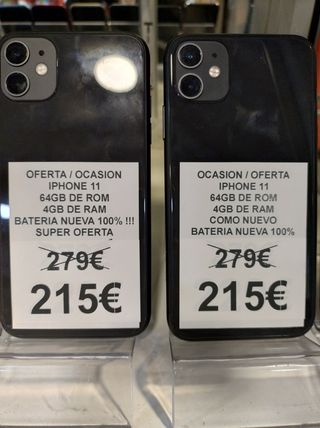 OFERTA / OCASION
IPHONE 11
64GB DE ROM
4GB DE RAM
BATERIA NUEVA 100% !!!
SUPER OFERTA
279€
215€
OCASION / OFERTA
IPHONE 11
64GB DE ROM
4GB DE RAM
COMO NUEVO
BATERIA NUEVA 100%
279€
215€